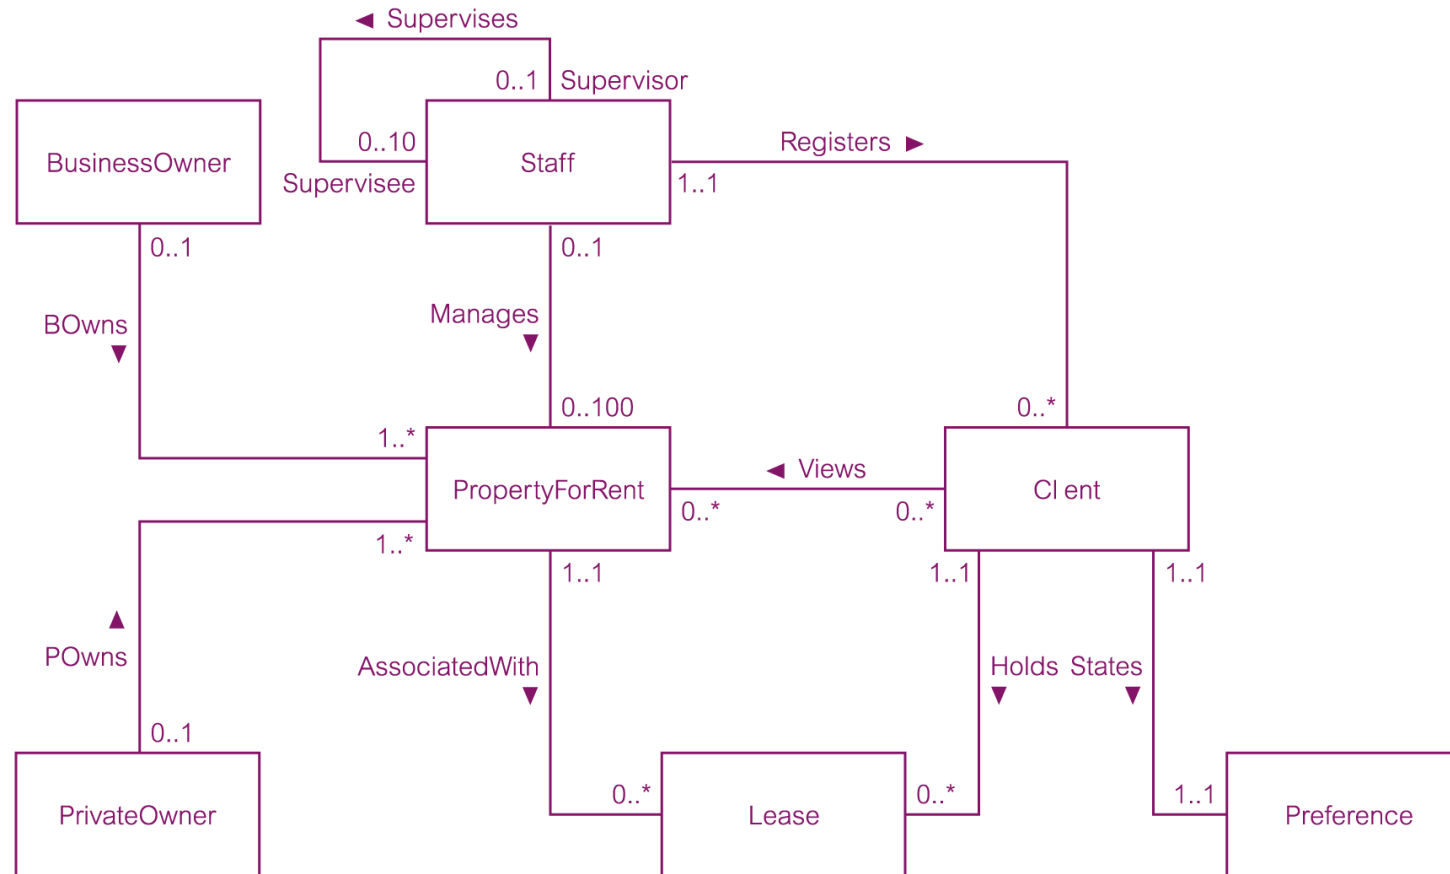 ◄ Supervises
0..1 Supervisor
BusinessOwner
0..10
Supervisee
Staff
Registers ►
1..1
0..1
0..1
BOwns
▼
Manages
▼
0..100
0..*
1..*
PropertyForRent
◄ Views
0..*
0..*
Cl ent
1..*
1..1
1..1
1..1
▲
POwns
AssociatedWith
▼
Holds
▼
States
▼
0..1
0..*
0..*
1..1
PrivateOwner
Lease
Preference